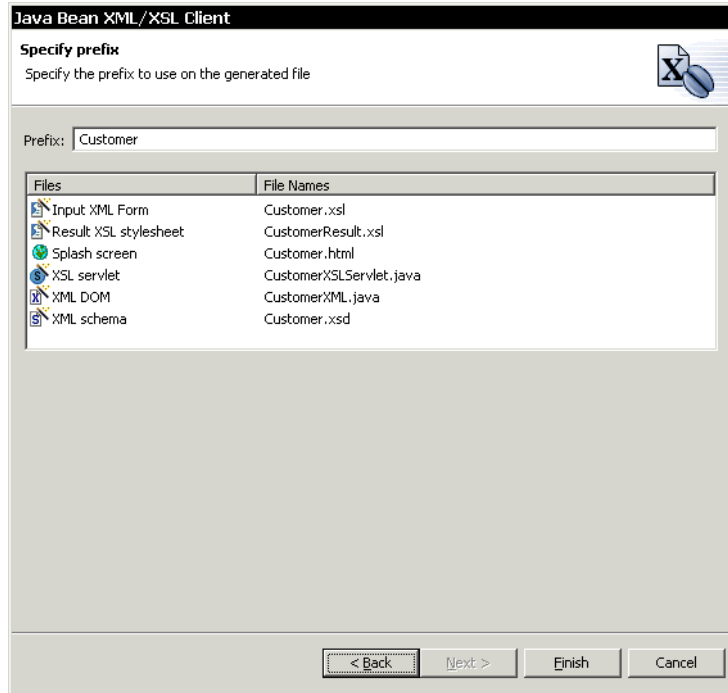 Java Bean XML/XSL Client
Specify prefix
Specify the prefix to use on the generated file
Prefix: Customer
Files File Names
Input XML Form Customer.xsl
Result XSL stylesheet CustomerResult.xsl
Splash screen Customer.html
XSL servlet CustomerXSLServlet.java
XML DOM CustomerXML.java
XML schema Customer.xsd
< Back Next > Finish Cancel